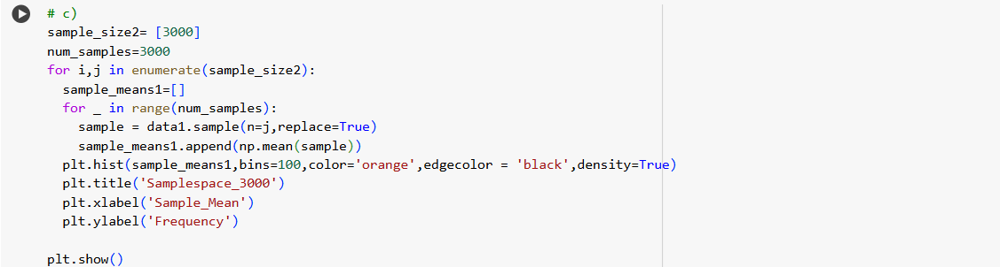 # c)
sample_size2= [3000]
num_samples=3000
for i,j in enumerate(sample_size2):
  sample_means1=[]
  for _ in range(num_samples):
    sample = data1.sample(n=j,replace=True)
    sample_means1.append(np.mean(sample))
  plt.hist(sample_means1,bins=100,color='orange',edgecolor = 'black',density=True)
  plt.title('Samplespace_3000')
  plt.xlabel('Sample_Mean')
  plt.ylabel('Frequency')

plt.show()